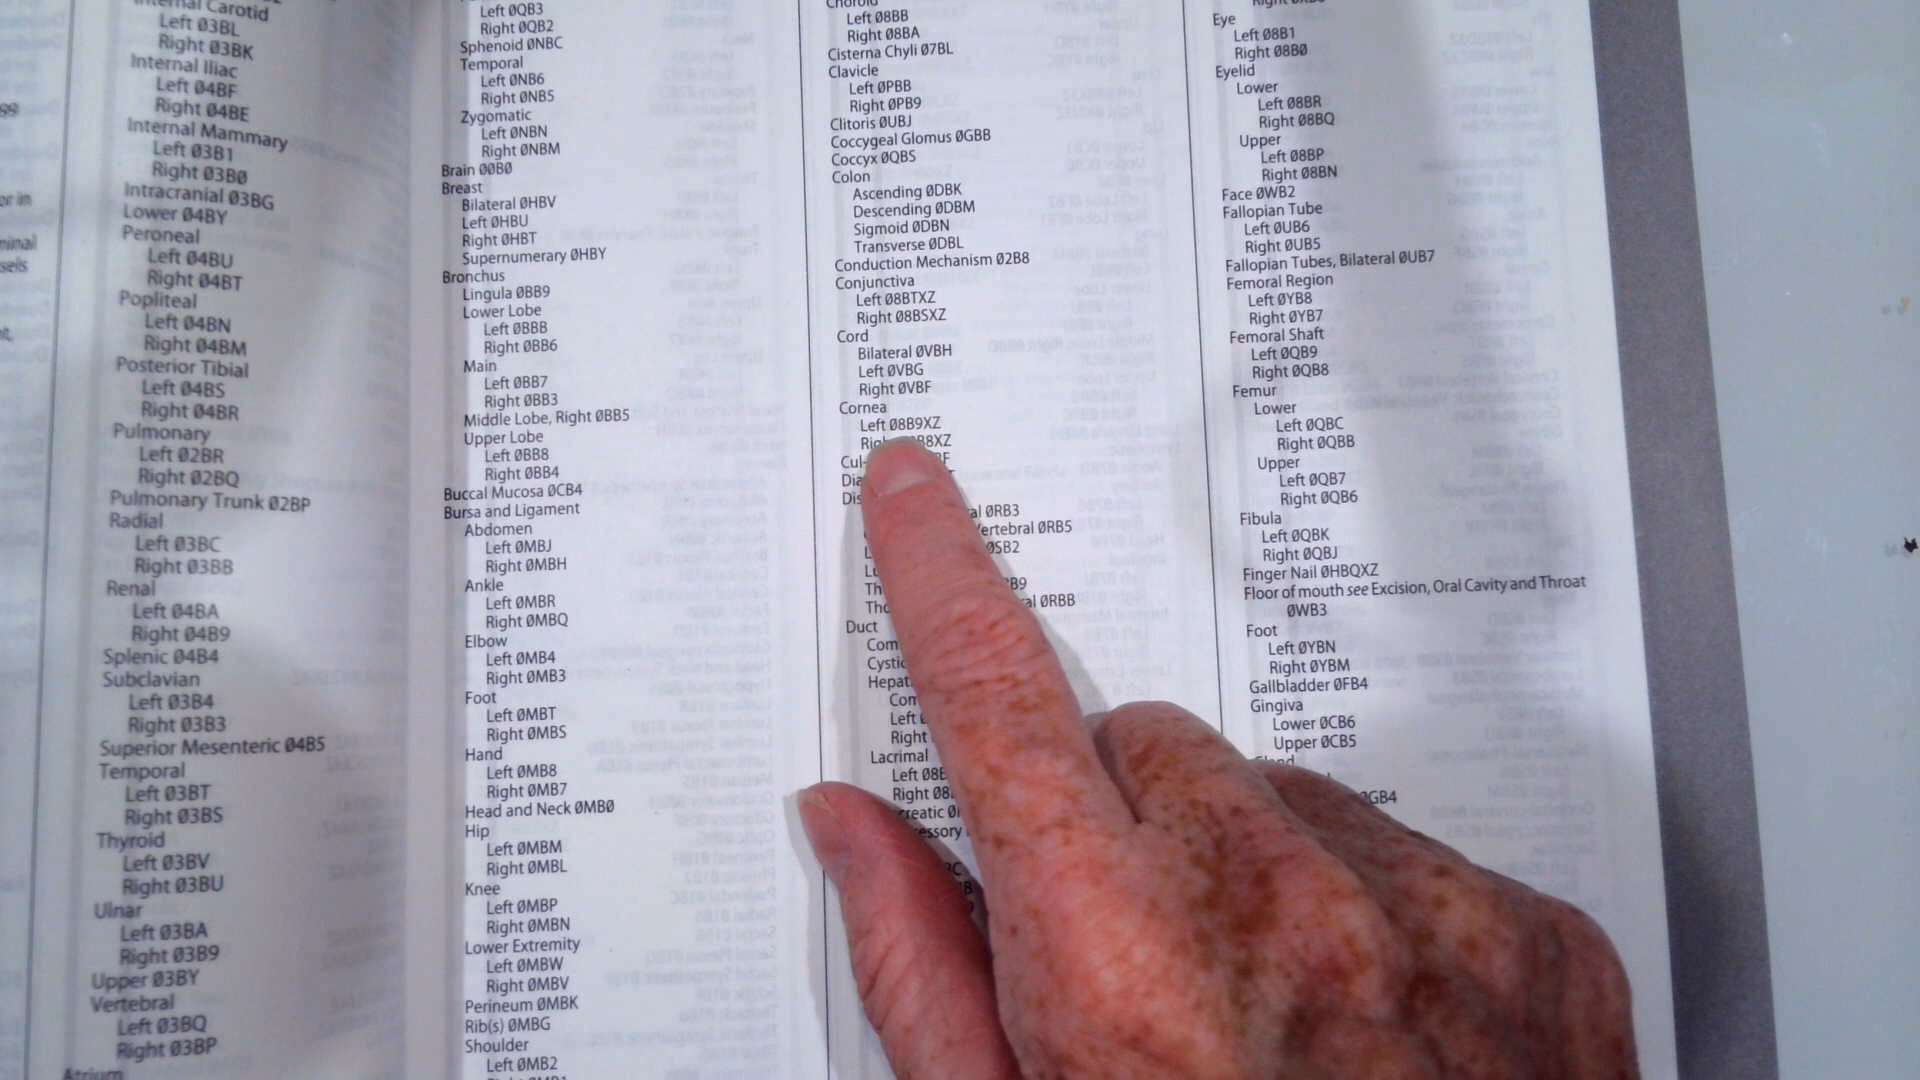 Internal Carotid
Left 03BL
Right 03BK
Internal Iliac
Left 04BF
Right 04BE
Internal Mammary
Left 03B1
Right 03B0
Intracranial 03BG
Lower 04BY
Peroneal
Left 04BU
Right 04BT
Popliteal
Left 04BN
Right 04BM
Posterior Tibial
Left 04BS
Right 04BR
Pulmonary
Left 02BR
Right 02BQ
Pulmonary Trunk 02BP
Radial
Left 03BC
Right 03BB
Renal
Left 04BA
Right 04B9
Splenic 04B4
Subclavian
Left 03B4
Right 03B3
Superior Mesenteric 04B5
Temporal
Left 03BT
Right 03BS
Thyroid
Left 03BV
Right 03BU
Ulnar
Left 03BA
Right 03B9
Upper 03BY
Vertebral
Left 03BQ
Right 03BP
Atrium
Left 0QB3
Right 0QB2
Sphenoid 0NBC
Temporal
Left 0NB6
Right 0NB5
Zygomatic
Left 0NBN
Right 0NBM
Brain 00B0
Breast
Bilateral 0HBV
Left 0HBU
Right 0HBT
Supernumerary 0HBY
Bronchus
Lingula 0BB9
Lower Lobe
Left 0BBB
Right 0BB6
Main
Left 0BB7
Right 0BB3
Middle Lobe, Right 0BB5
Upper Lobe
Left 0BB8
Right 0BB4
Buccal Mucosa 0CB4
Bursa and Ligament
Abdomen
Left 0MBJ
Right 0MBH
Ankle
Left 0MBR
Right 0MBQ
Elbow
Left 0MB4
Right 0MB3
Foot
Left 0MBT
Right 0MBS
Hand
Left 0MB8
Right 0MB7
Head and Neck 0MB0
Hip
Left 0MBM
Right 0MBL
Knee
Left 0MBP
Right 0MBN
Lower Extremity
Left 0MBW
Right 0MBV
Perineum 0MBK
Rib(s) 0MBG
Shoulder
Left 0MB2
Choroid
Left 08BB
Right 08BA
Cisterna Chyli 07BL
Clavicle
Left 0PBB
Right 0PB9
Clitoris 0UBJ
Coccygeal Glomus 0GBB
Coccyx 0QBS
Colon
Ascending 0DBK
Descending 0DBM
Sigmoid 0DBN
Transverse 0DBL
Conduction Mechanism 02B8
Conjunctiva
Left 08BTXZ
Right 08BSXZ
Cord
Bilateral 0VBH
Left 0VBG
Right 0VBF
Cornea
Left 08B9XZ
B8XZ
0RB3
0RB5
0SB2
0RBB
Duct
Lacrimal
Left
Right
Eye
Left 08B1
Right 08B0
Eyelid
Lower
Left 08BR
Right 08BQ
Upper
Left 08BP
Right 08BN
Face 0WB2
Fallopian Tube
Left 0UB6
Right 0UB5
Fallopian Tubes, Bilateral 0UB7
Femoral Region
Left 0YB8
Right 0YB7
Femoral Shaft
Left 0QB9
Right 0QB8
Femur
Lower
Left 0QBC
Right 0QBB
Upper
Left 0QB7
Right 0QB6
Fibula
Left 0QBK
Right 0QBJ
Finger Nail 0HBQXZ
Floor of mouth see Excision, Oral Cavity and Throat
0WB3
Foot
Left 0YBN
Right 0YBM
Gallbladder 0FB4
Gingiva
Lower 0CB6
Upper 0CB5
0GB4